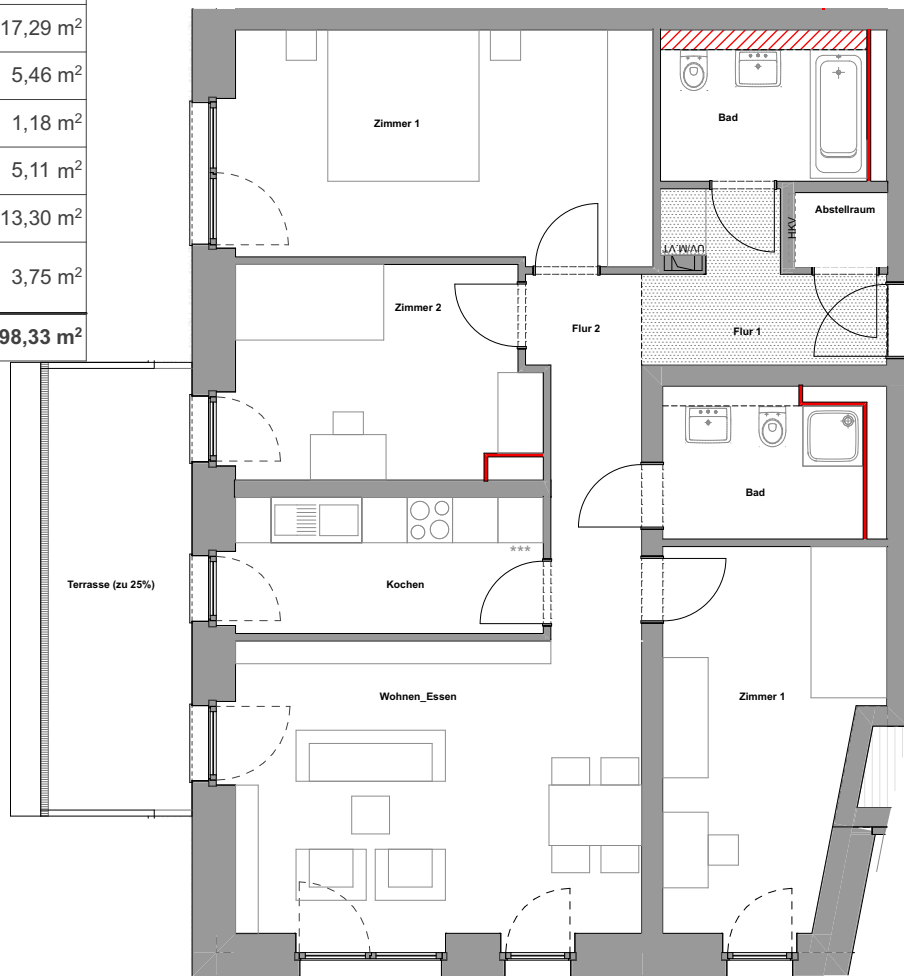 17,29 m²
5,46 m²
1,18 m²
5,11 m²
13,30 m²
3,75 m²
98,33 m²
Zimmer 1
Bad
Abstellraum
HKV
UV/M.VT
Zimmer 2
Flur 2
Flur 1
Bad
***
Terrasse (zu 25%)
Kochen
Wohnen_Essen
Zimmer 1